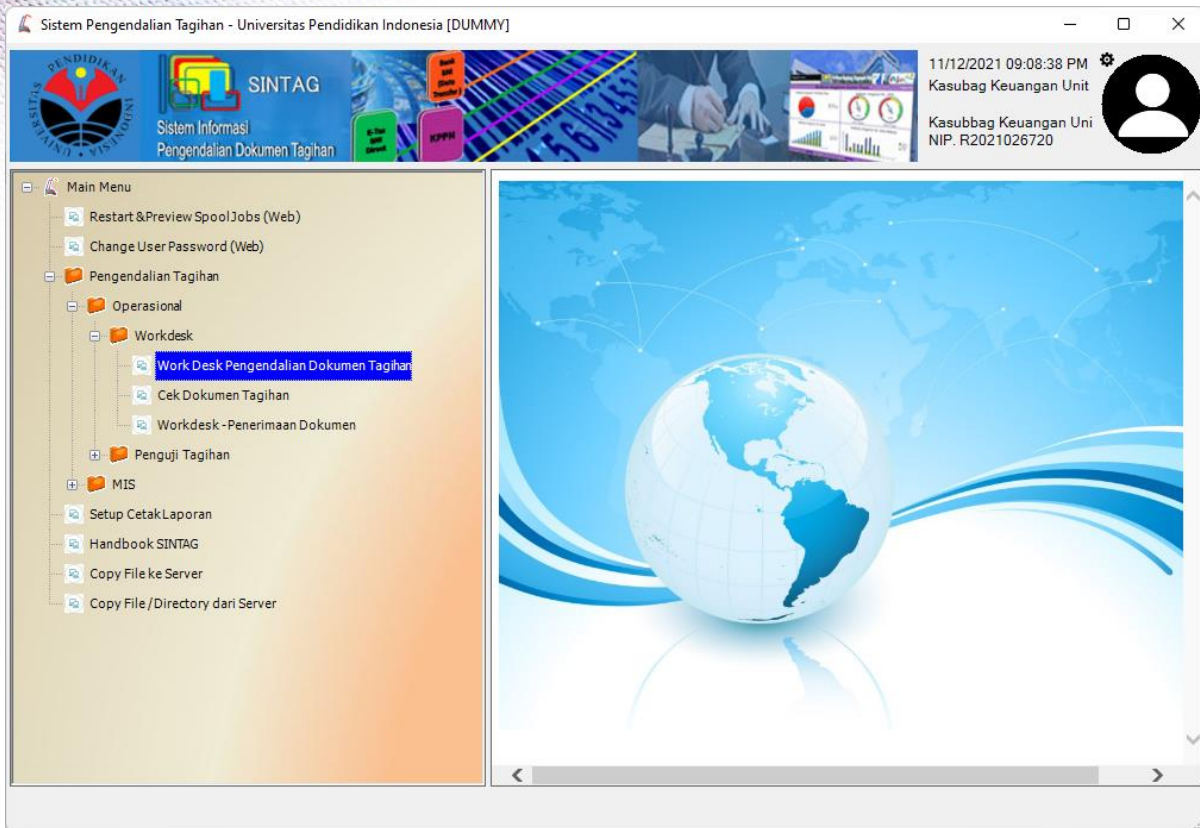 Sistem Pengendalian Tagihan - Universitas Pendidikan Indonesia [DUMMY]
UNIVERSITAS PENDIDIKAN INDONESIA
SINTAG
Sistem Informasi
Pengendalian Dokumen Tagihan
KPPN
11/12/2021 09:08:38 PM
Kasubag Keuangan Unit
Kasubbag Keuangan Uni
NIP. R2021026720
Main Menu
Restart &Preview Spool Jobs (Web)
Change User Password (Web)
Pengendalian Tagihan
Operasional
Workdesk
Work Desk Pengendalian Dokumen Tagihan
Cek Dokumen Tagihan
Workdesk - Penerimaan Dokumen
Penguji Tagihan
MIS
Setup Cetak Laporan
Handbook SINTAG
Copy File ke Server
Copy File / Directory dari Server